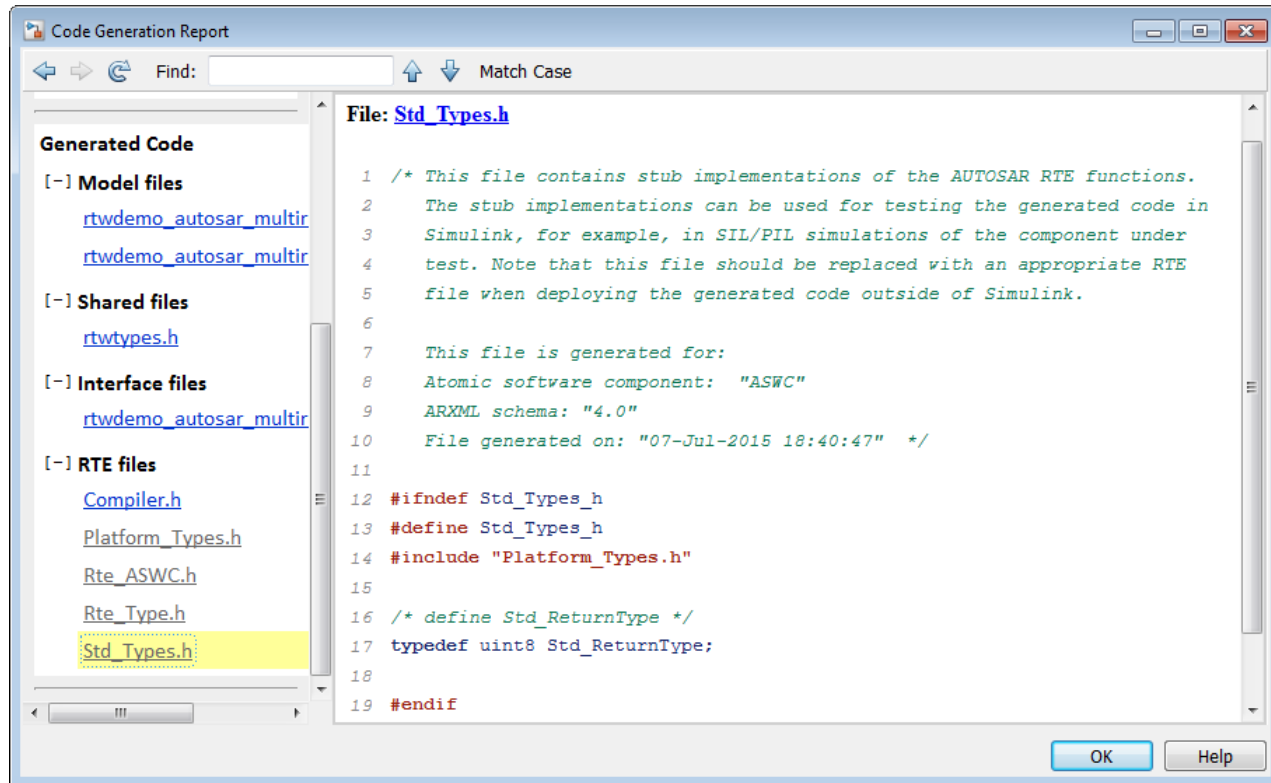 Code Generation Report
Find:
Match Case
Generated Code
[-] Model files
rtwdemo_autosar_multir
rtwdemo_autosar_multir
[-] Shared files
rtwtypes.h
[-] Interface files
rtwdemo_autosar_multir
[-] RTE files
Compiler.h
Platform_Types.h
Rte_ASWC.h
Rte_Type.h
Std_Types.h
File: Std_Types.h
1 /* This file contains stub implementations of the AUTOSAR RTE functions.
2 The stub implementations can be used for testing the generated code in
3 Simulink, for example, in SIL/PIL simulations of the component under
4 test. Note that this file should be replaced with an appropriate RTE
5 file when deploying the generated code outside of Simulink.
6
7 This file is generated for:
8 Atomic software component: "ASWC"
9 ARXML schema: "4.0"
10 File generated on: "07-Jul-2015 18:40:47" */
11
12 #ifndef Std_Types_h
13 #define Std_Types_h
14 #include "Platform_Types.h"
15
16 /* define Std_ReturnType */
17 typedef uint8 Std_ReturnType;
18
19 #endif
OK
Help